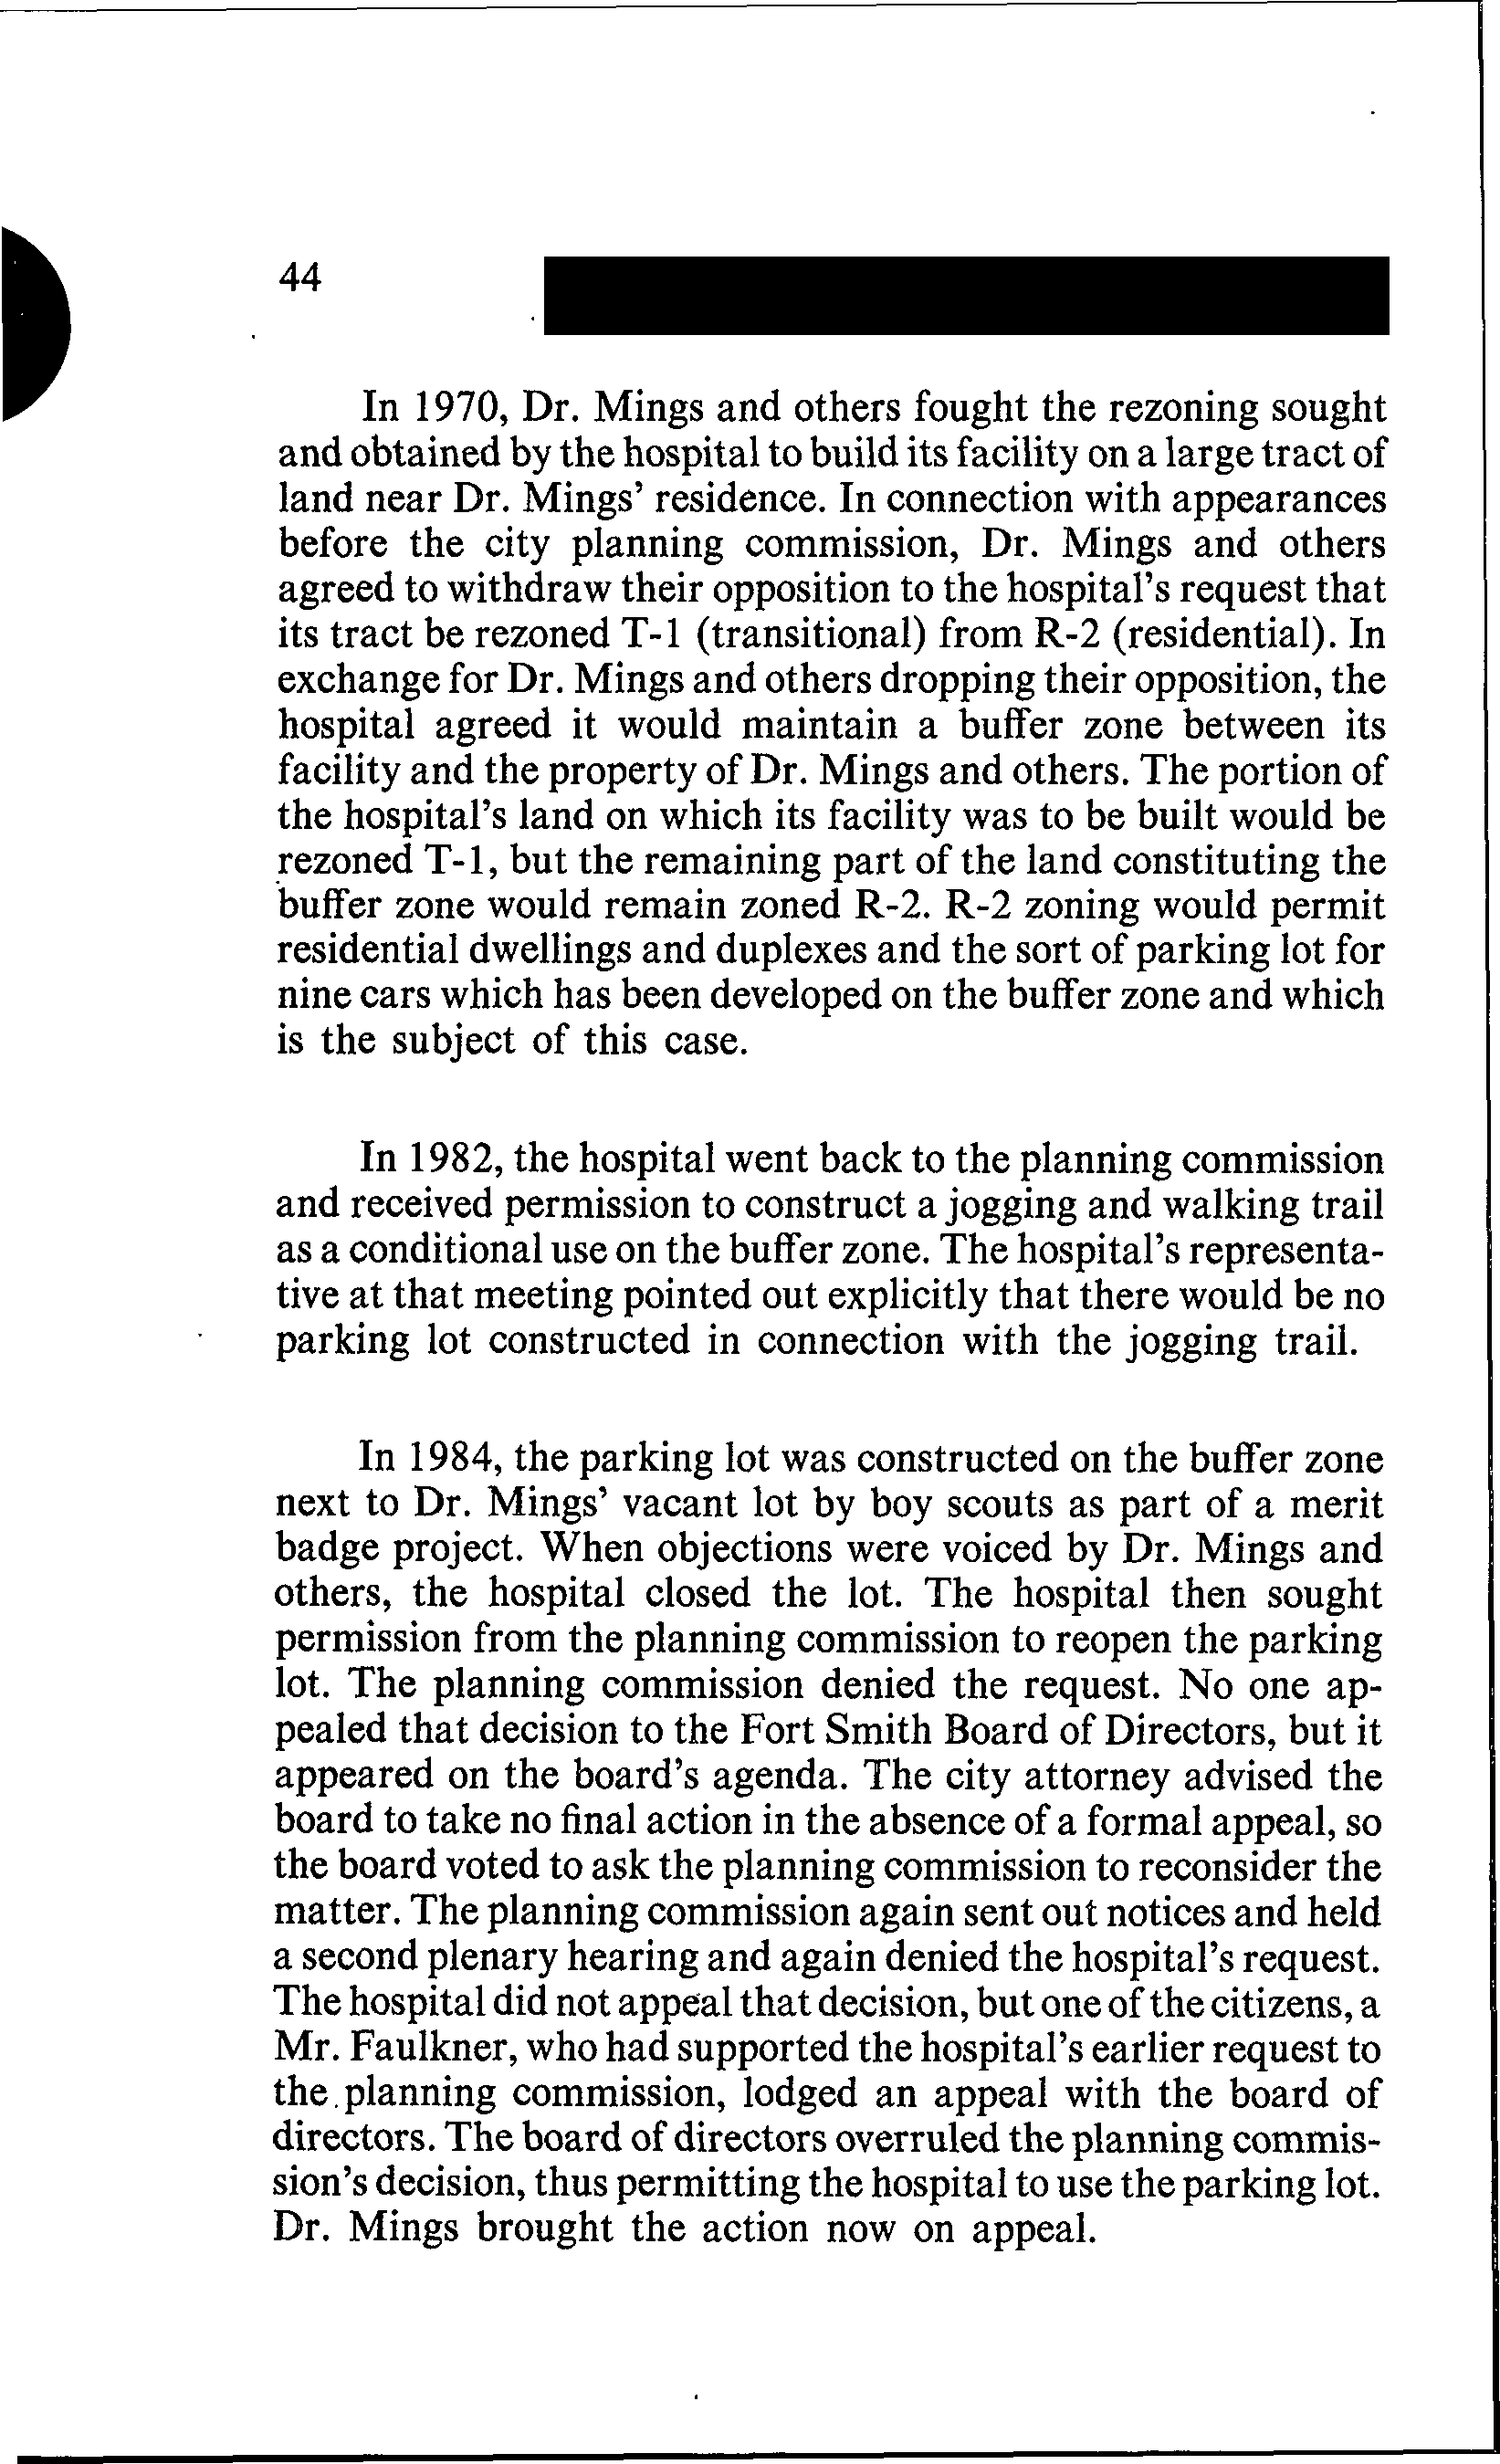 44
In 1970, Dr. Mings and others fought the rezoning sought
and obtained by the hospital to build its facility on a large tract of
land near Dr. Mings' residence. In connection with appearances
before the city planning commission, Dr. Mings and others
agreed to withdraw their opposition to the hospital's request that
its tract be rezoned T-1 (transitional) from R-2 (residential). In
exchange for Dr. Mings and others dropping their opposition, the
hospital agreed it would maintain a buffer zone between its
facility and the property of Dr. Mings and others. The portion of
the hospital's land on which its facility was to be built would be
rezoned T-1, but the remaining part of the land constituting the
buffer zone would remain zoned R-2. R-2 zoning would permit
residential dwellings and duplexes and the sort of parking lot for
nine cars which has been developed on the buffer zone and which
is the subject of this case.
In 1982, the hospital went back to the planning commission
and received permission to construct a jogging and walking trail
as a conditional use on the buffer zone. The hospital's representa-
tive at that meeting pointed out explicitly that there would be no
parking lot constructed in connection with the jogging trail.
In 1984, the parking lot was constructed on the buffer zone
next to Dr. Mings' vacant lot by boy scouts as part of a merit
badge project. When objections were voiced by Dr. Mings and
others, the hospital closed the lot. The hospital then sought
permission from the planning commission to reopen the parking
lot. The planning commission denied the request. No one ap-
pealed that decision to the Fort Smith Board of Directors, but it
appeared on the board's agenda. The city attorney advised the
board to take no final action in the absence of a formal appeal, so
the board voted to ask the planning commission to reconsider the
matter. The planning commission again sent out notices and held
a second plenary hearing and again denied the hospital's request.
The hospital did not appeal that decision, but one of the citizens, a
Mr. Faulkner, who had supported the hospital's earlier request to
the planning commission, lodged an appeal with the board of
directors. The board of directors overruled the planning commis-
sion's decision, thus permitting the hospital to use the parking lot.
Dr. Mings brought the action now on appeal.